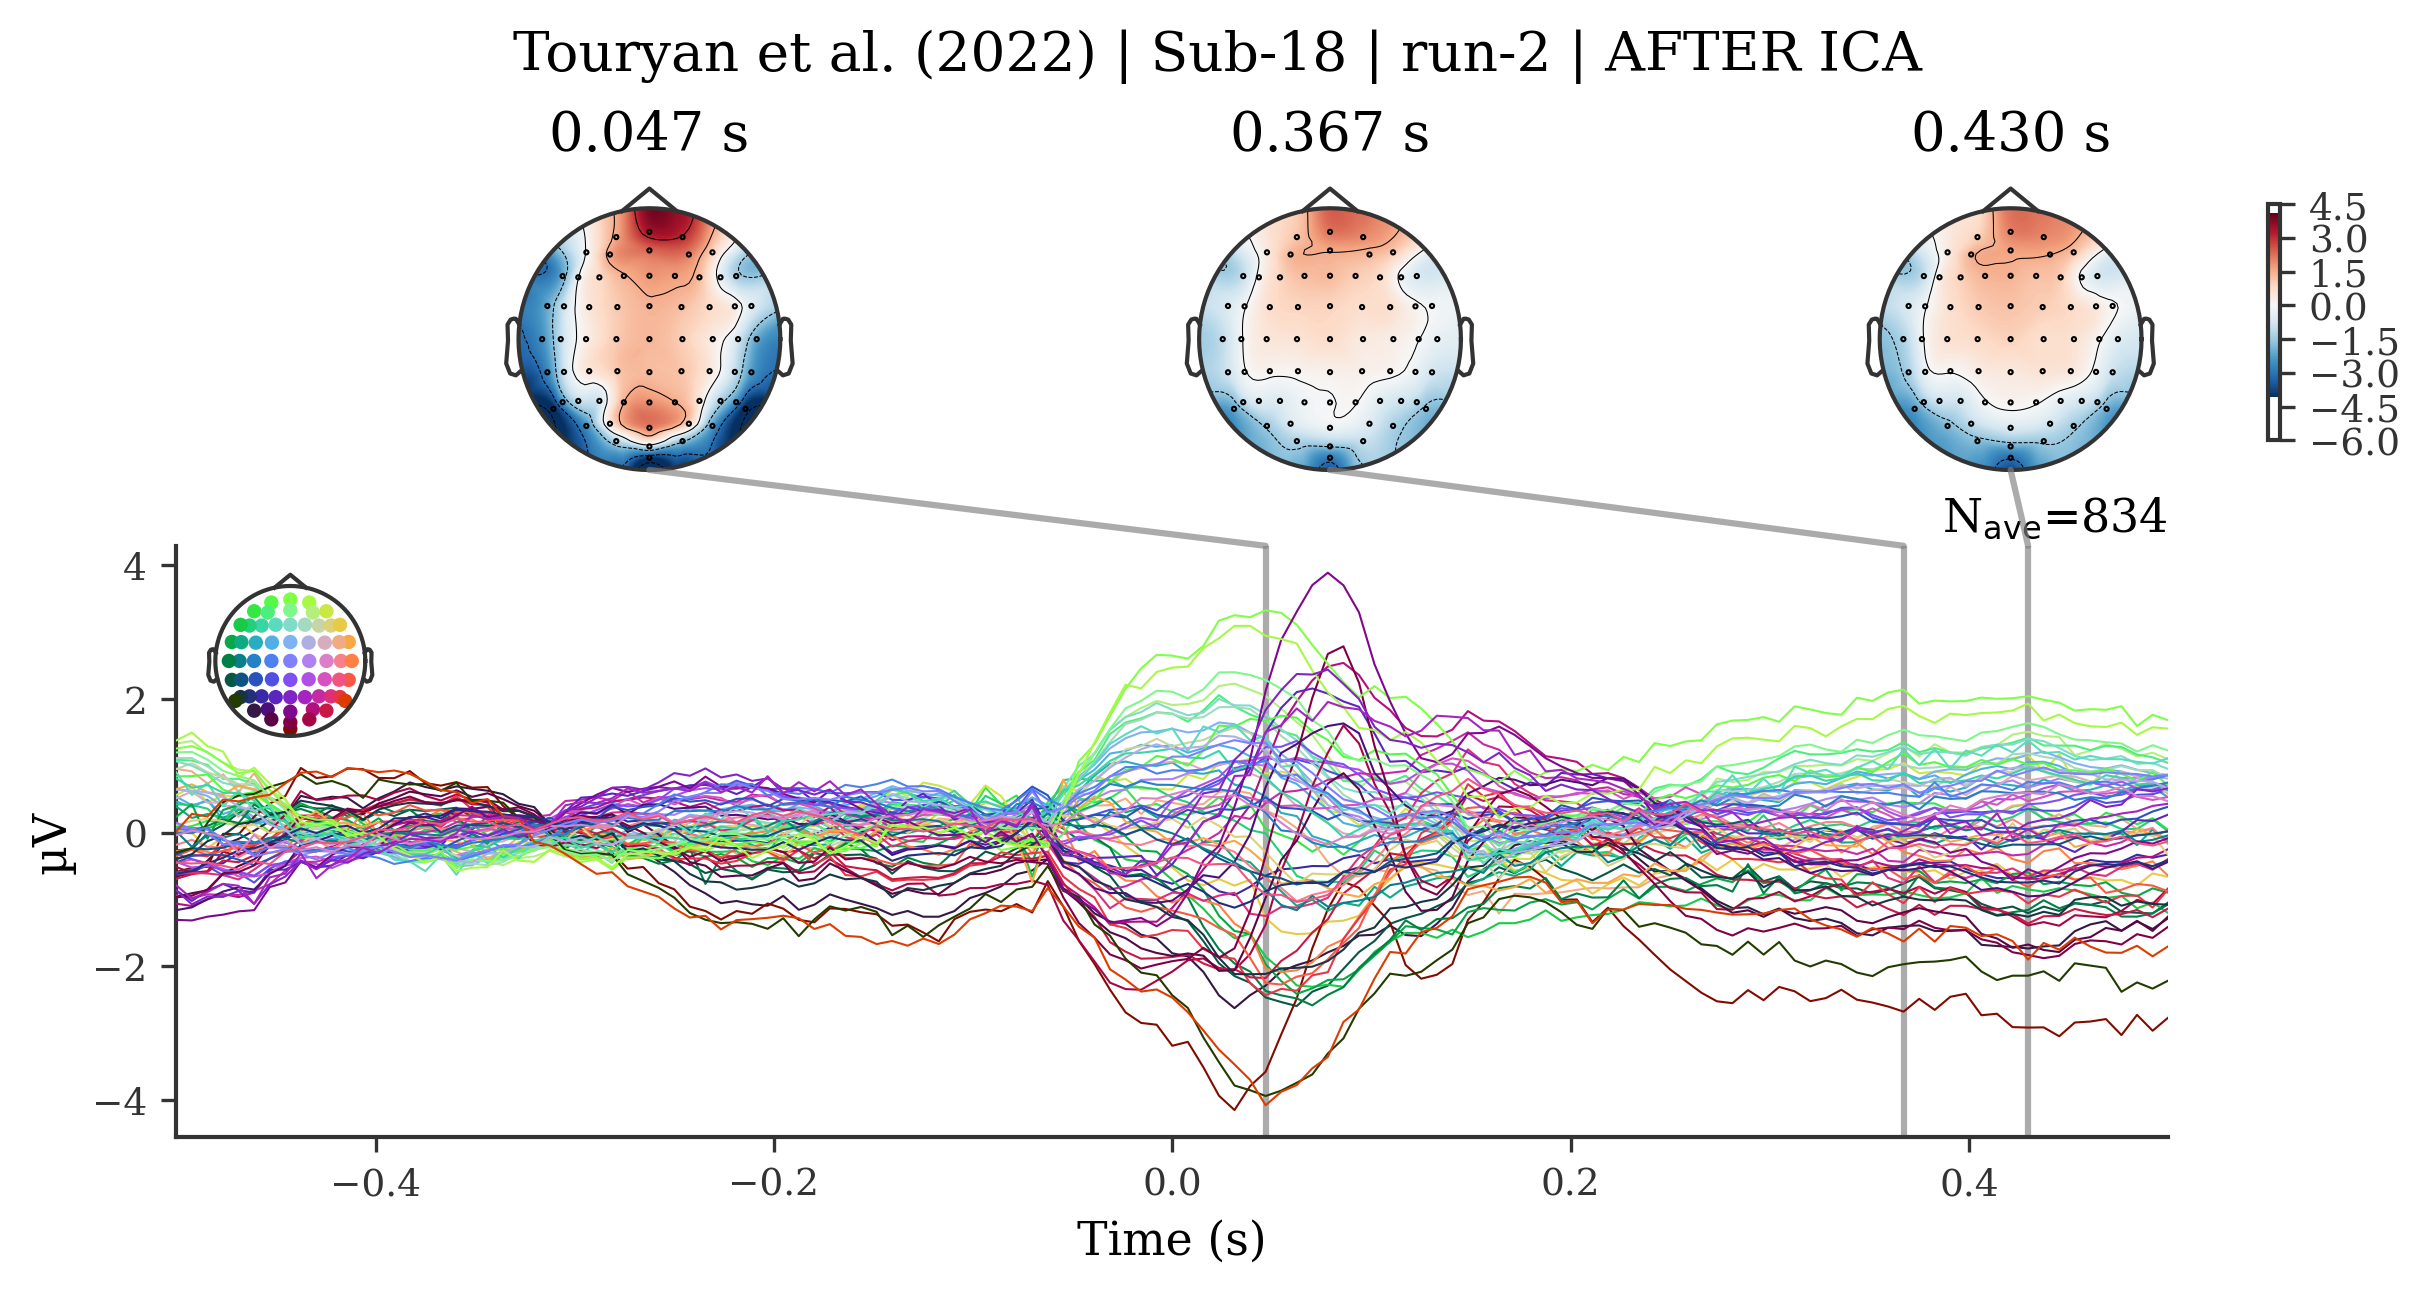 Touryan et al. (2022) | Sub-18 | run-2 | AFTER ICA
0.047 s
0.367 s
0.430 s
4.5
3.0
1.5
0.0
−1.5
−3.0
−4.5
−6.0
Nave=834
4
2
0
−2
−4
μV
−0.4
−0.2
0.0
0.2
0.4
Time (s)